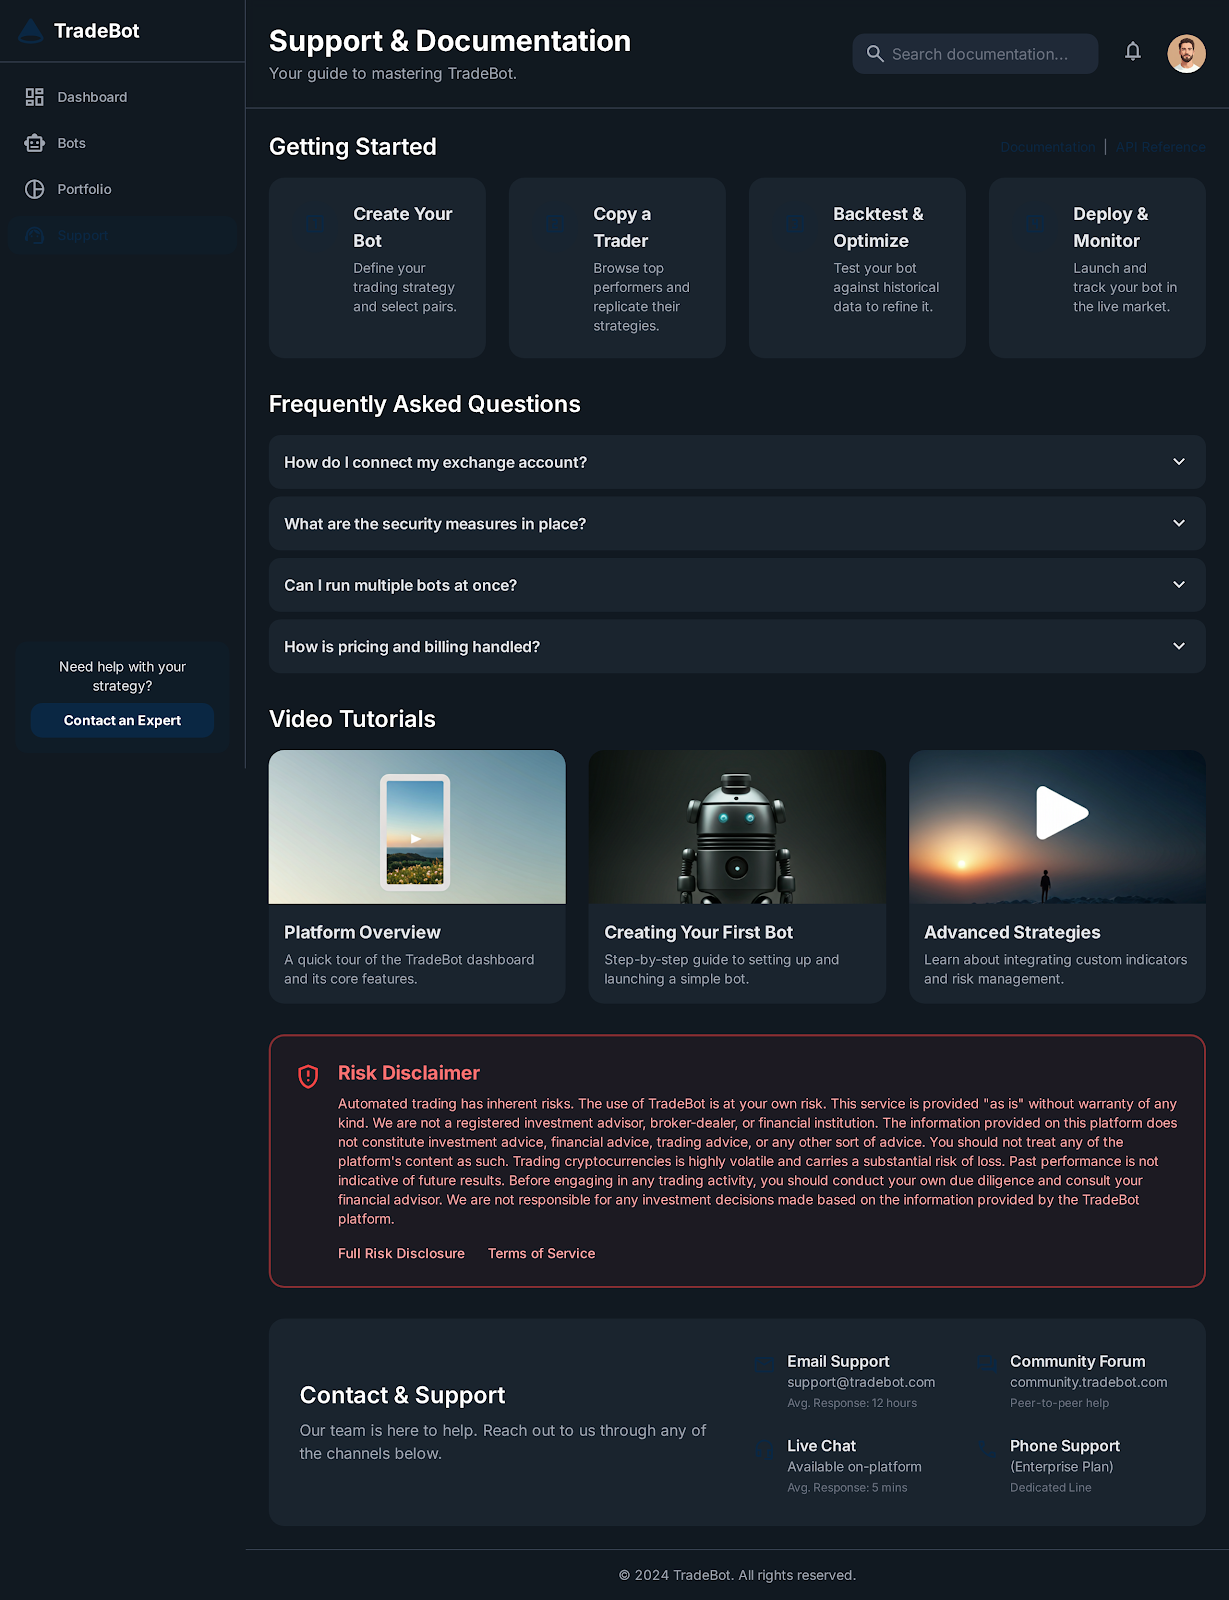 TradeBot
Dashboard
Bots
Portfolio
Support
Need help with your
strategy?
Contact an Expert
Support & Documentation
Your guide to mastering TradeBot.
Search documentation...
Getting Started
Documentation | API Reference
Create Your
Bot
Define your
trading strategy
and select pairs.
Copy a
Trader
Browse top
performers and
replicate their
strategies.
Backtest &
Optimize
Test your bot
against historical
data to refine it.
Deploy &
Monitor
Launch and
track your bot in
the live market.
Frequently Asked Questions
How do I connect my exchange account?
What are the security measures in place?
Can I run multiple bots at once?
How is pricing and billing handled?
Video Tutorials
Platform Overview
A quick tour of the TradeBot dashboard
and its core features.
Creating Your First Bot
Step-by-step guide to setting up and
launching a simple bot.
Advanced Strategies
Learn about integrating custom indicators
and risk management.
Risk Disclaimer
Automated trading has inherent risks. The use of TradeBot is at your own risk. This service is provided "as is" without warranty of any
kind. We are not a registered investment advisor, broker-dealer, or financial institution. The information provided on this platform does
not constitute investment advice, financial advice, trading advice, or any other sort of advice. You should not treat any of the
platform's content as such. Trading cryptocurrencies is highly volatile and carries a substantial risk of loss. Past performance is not
indicative of future results. Before engaging in any trading activity, you should conduct your own due diligence and consult your
financial advisor. We are not responsible for any investment decisions made based on the information provided by the TradeBot
platform.
Full Risk Disclosure Terms of Service
Contact & Support
Our team is here to help. Reach out to us through any of
the channels below.
Email Support
support@tradebot.com
Avg. Response: 12 hours
Community Forum
community.tradebot.com
Peer-to-peer help
Live Chat
Available on-platform
Avg. Response: 5 mins
Phone Support
(Enterprise Plan)
Dedicated Line
© 2024 TradeBot. All rights reserved.